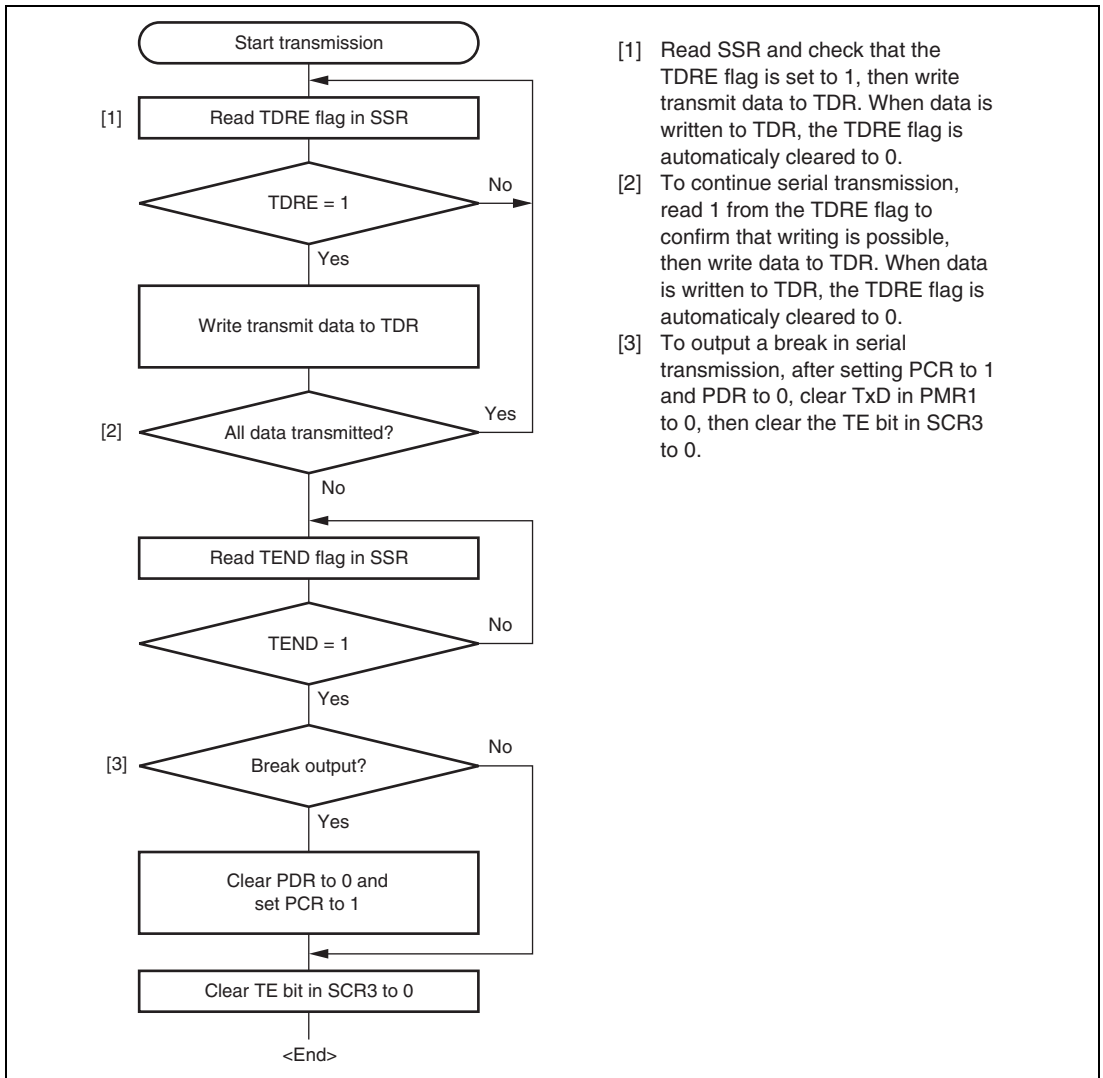 Start transmission
[1] Read TDRE flag in SSR
TDRE = 1
No
Yes
Write transmit data to TDR
[2] All data transmitted?
Yes
No
Read TEND flag in SSR
TEND = 1
No
Yes
[3] Break output?
No
Yes
Clear PDR to 0 and
set PCR to 1
Clear TE bit in SCR3 to 0
<End>
[1] Read SSR and check that the
TDRE flag is set to 1, then write
transmit data to TDR. When data is
written to TDR, the TDRE flag is
automaticaly cleared to 0.
[2] To continue serial transmission,
read 1 from the TDRE flag to
confirm that writing is possible,
then write data to TDR. When data
is written to TDR, the TDRE flag is
automaticaly cleared to 0.
[3] To output a break in serial
transmission, after setting PCR to 1
and PDR to 0, clear TxD in PMR1
to 0, then clear the TE bit in SCR3
to 0.